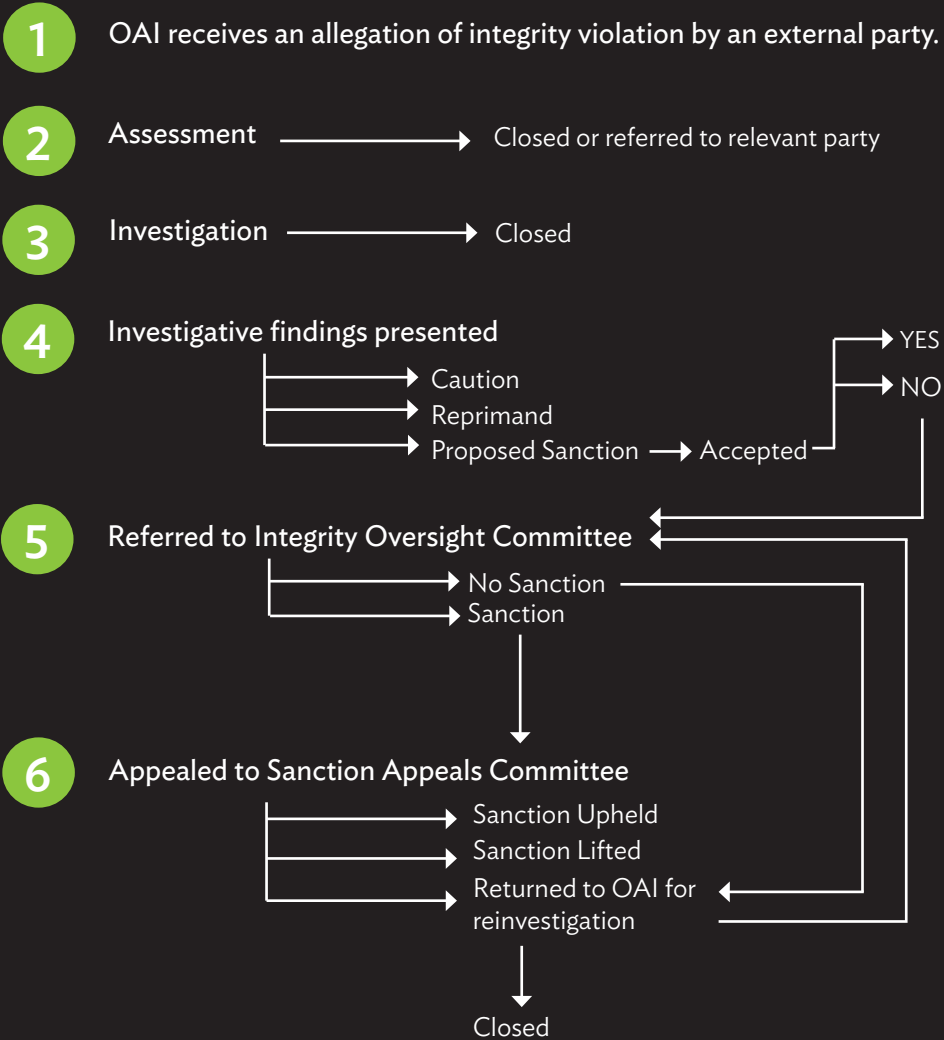 1 OAI receives an allegation of integrity violation by an external party.
2 Assessment Closed or referred to relevant party
3 Investigation Closed
4 Investigative findings presented
YES
Caution
NO
Reprimand
Proposed Sanction Accepted
5 Referred to Integrity Oversight Committee
No Sanction
Sanction
6 Appealed to Sanction Appeals Committee
Sanction Upheld
Sanction Lifted
Returned to OAI for
reinvestigation
Closed